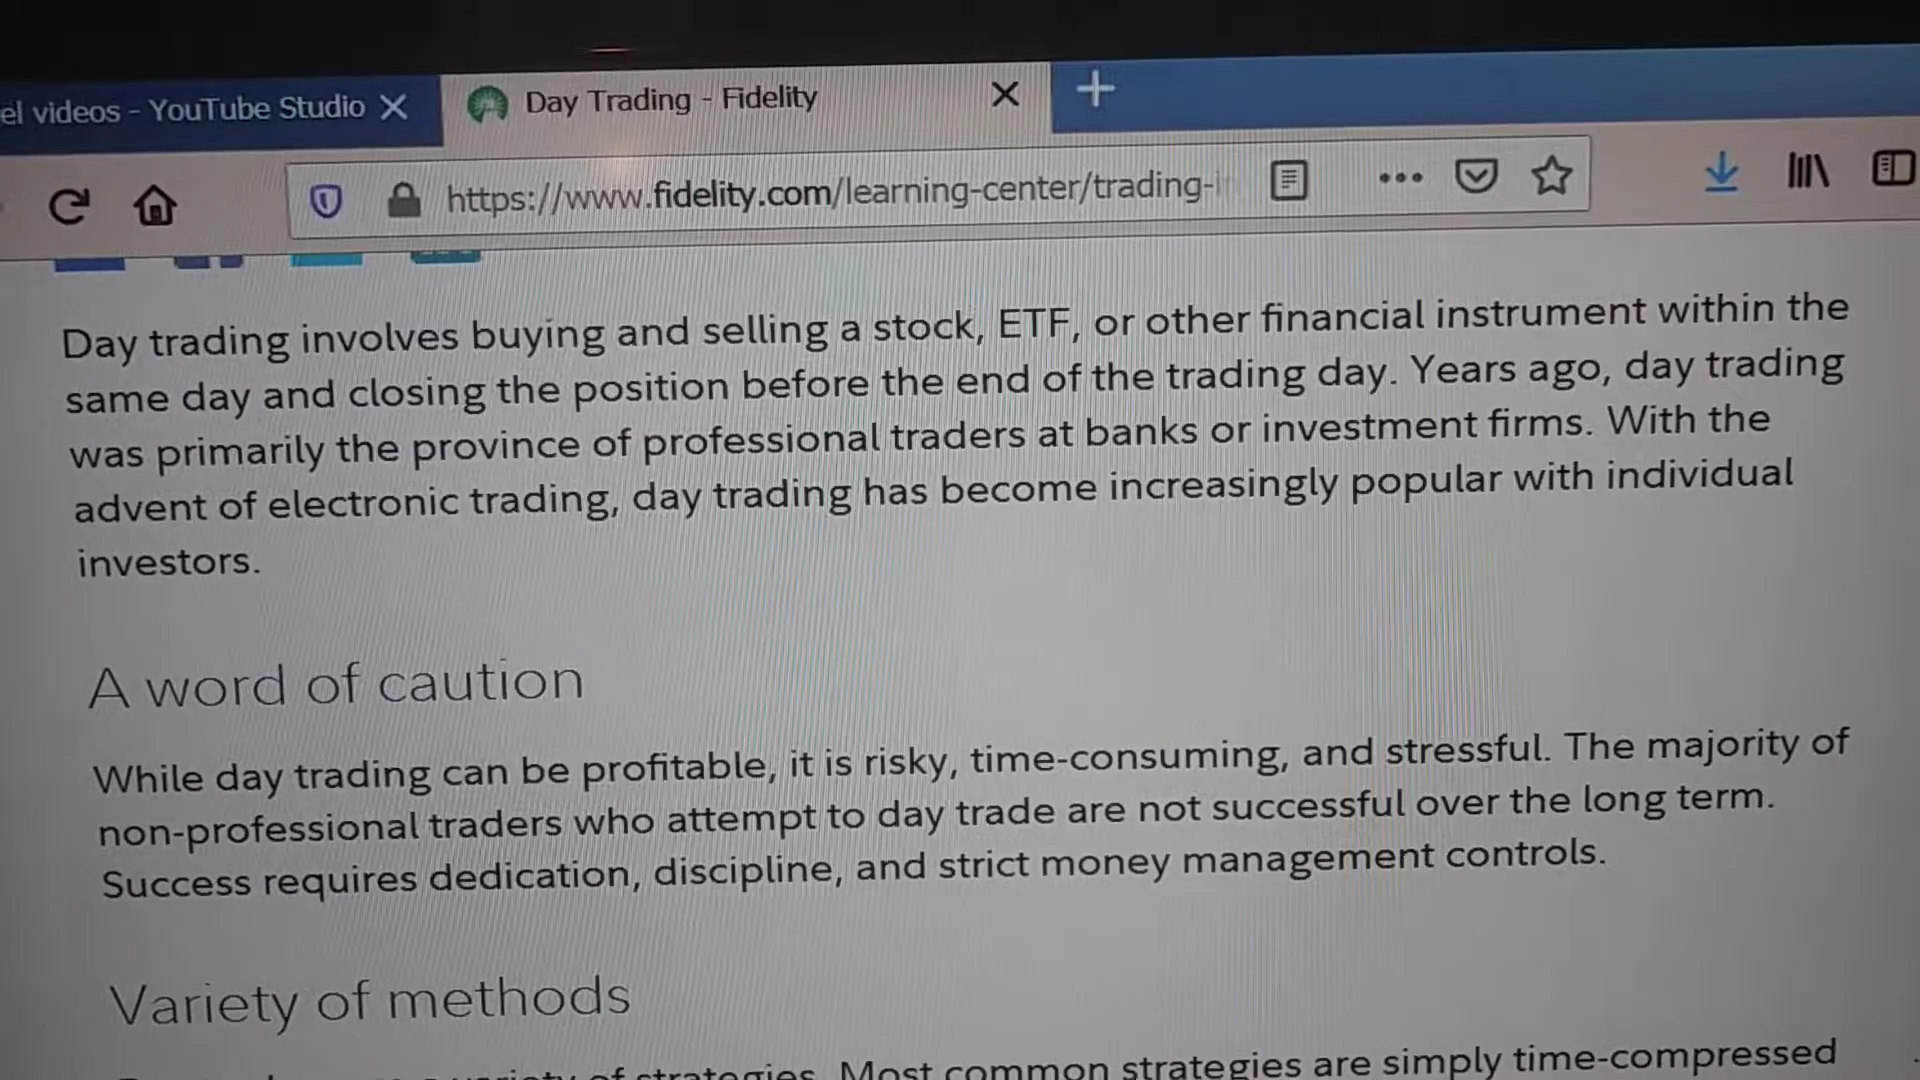 el videos - YouTube Studio
Day Trading - Fidelity
https://www.fidelity.com/learning-center/trading-i
Day trading involves buying and selling a stock, ETF, or other financial instrument within the
same day and closing the position before the end of the trading day. Years ago, day trading
was primarily the province of professional traders at banks or investment firms. With the
advent of electronic trading, day trading has become increasingly popular with individual
investors.
A word of caution
While day trading can be profitable, it is risky, time-consuming, and stressful. The majority of
non-professional traders who attempt to day trade are not successful over the long term.
Success requires dedication, discipline, and strict money management controls.
Variety of methods
of strategies. Most common strategies are simply time-compressed